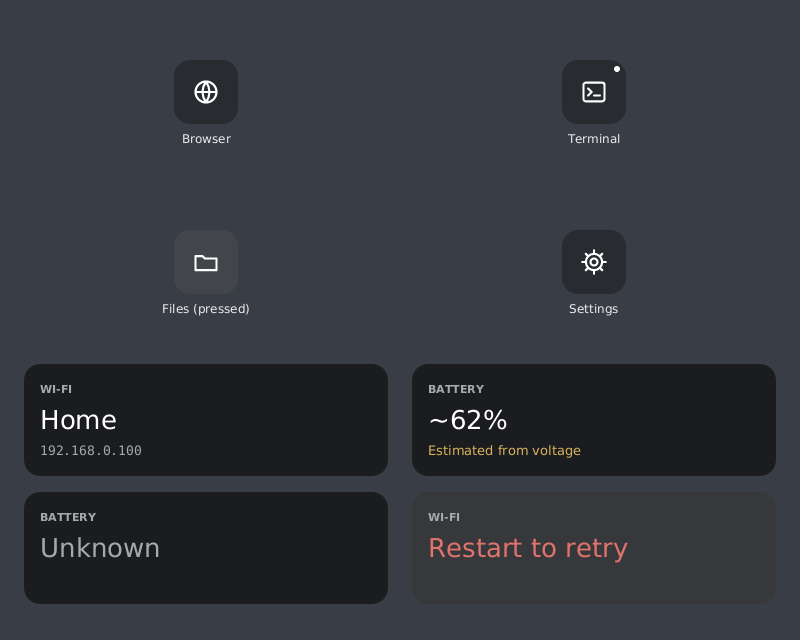 Browser
Terminal
Files (pressed)
Settings
WI-FI
Home
192.168.0.100
BATTERY
~62%
Estimated from voltage
BATTERY
Unknown
WI-FI
Restart to retry